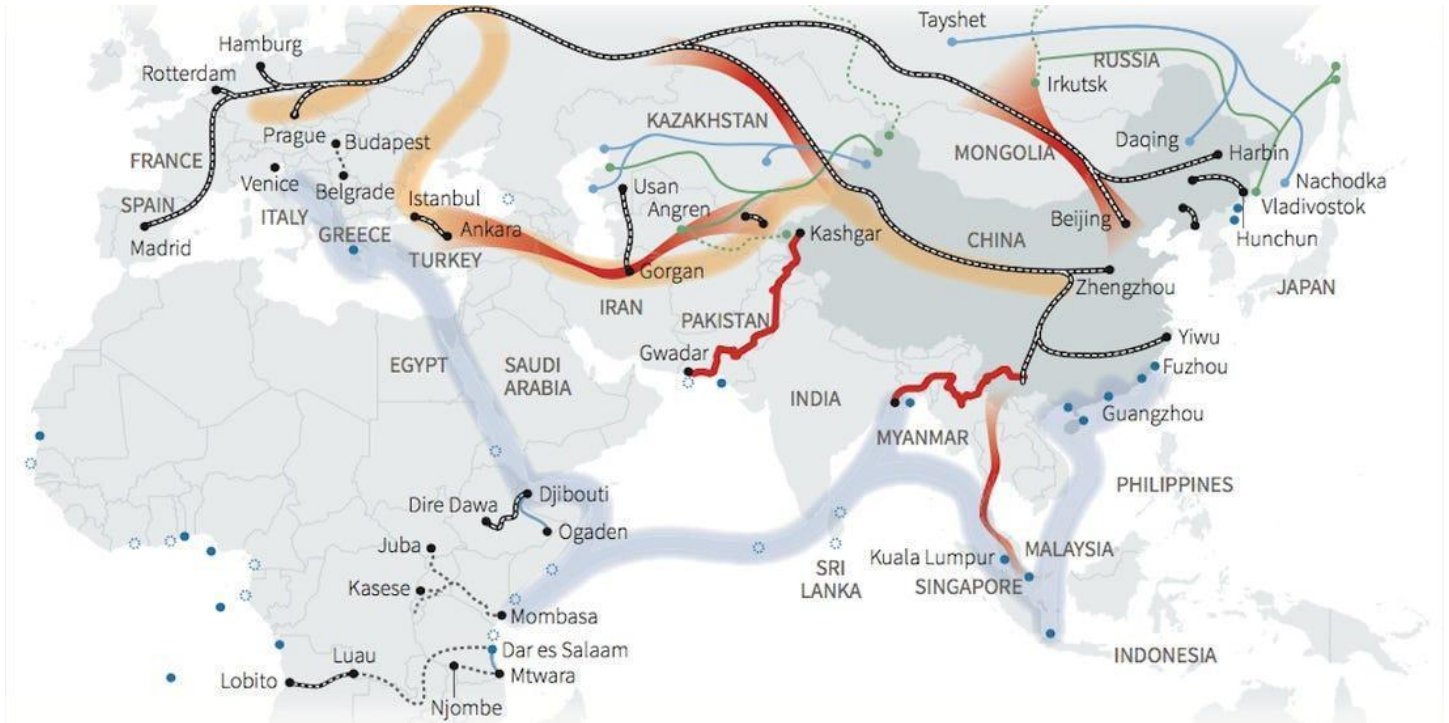 Tayshet
Hamburg
RUSSIA
Rotterdam
Irkutsk
KAZAKHSTAN
Prague
Budapest
Daqing
Harbin
FRANCE
MONGOLIA
Venice
Belgrade
Usan
Nachodka
SPAIN
ITALY
Istanbul
Angren
Vladivostok
GREECE
Ankara
Kashgar
Beijing
CHINA
Hunchun
Madrid
TURKEY
Gorgan
Zhengzhou
JAPAN
IRAN
PAKISTAN
Yiwu
Gwadar
EGYPT
SAUDI
ARABIA
Fuzhou
INDIA
Guangzhou
MYANMAR
PHILIPPINES
Djibouti
Dire Dawa
Ogaden
Juba
Kuala Lumpur
MALAYSIA
SRI
LANKA
SINGAPORE
Kasese
Mombasa
Dar es Salaam
Luau
INDONESIA
Lobito
Mtwara
Njombe